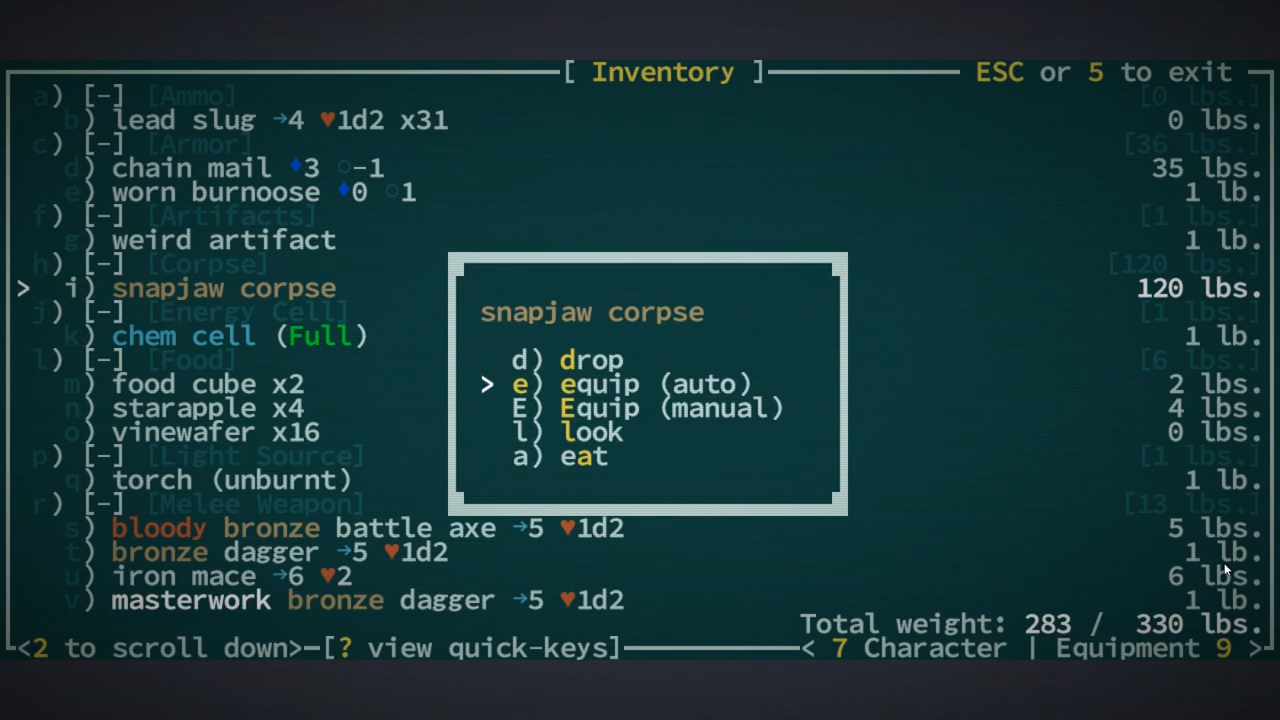 [ Inventory ] ESC or 5 to exit
a) [-] [Ammo] [0 lbs.]
b) lead slug →4 ♥1d2 x31 0 lbs.
c) [-] [Armor] [36 lbs.]
d) chain mail ♦3 ○-1 35 lbs.
e) worn burnoose ♦0 ○1 1 lb.
f) [-] [Artifacts] [1 lbs.]
g) weird artifact 1 lb.
h) [-] [Corpse] [120 lbs.]
> i) snapjaw corpse 120 lbs.
j) [-] [Energy Cell] [1 lbs.]
k) chem cell (Full) 1 lb.
l) [-] [Food] [6 lbs.]
m) food cube x2 2 lbs.
n) starapple x4 4 lbs.
o) vinewafer x16 0 lbs.
p) [-] [Light Source] [1 lbs.]
q) torch (unburnt) 1 lb.
r) [-] [Melee Weapon] [13 lbs.]
s) bloody bronze battle axe →5 ♥1d2 5 lbs.
t) bronze dagger →5 ♥1d2 1 lb.
u) iron mace →6 ♥2 6 lbs.
v) masterwork bronze dagger →5 ♥1d2 1 lb.
Total weight: 283 / 330 lbs.
<2 to scroll down> [? view quick-keys] < 7 Character | Equipment 9 >
snapjaw corpse
d) drop
> e) equip (auto)
E) Equip (manual)
l) look
a) eat